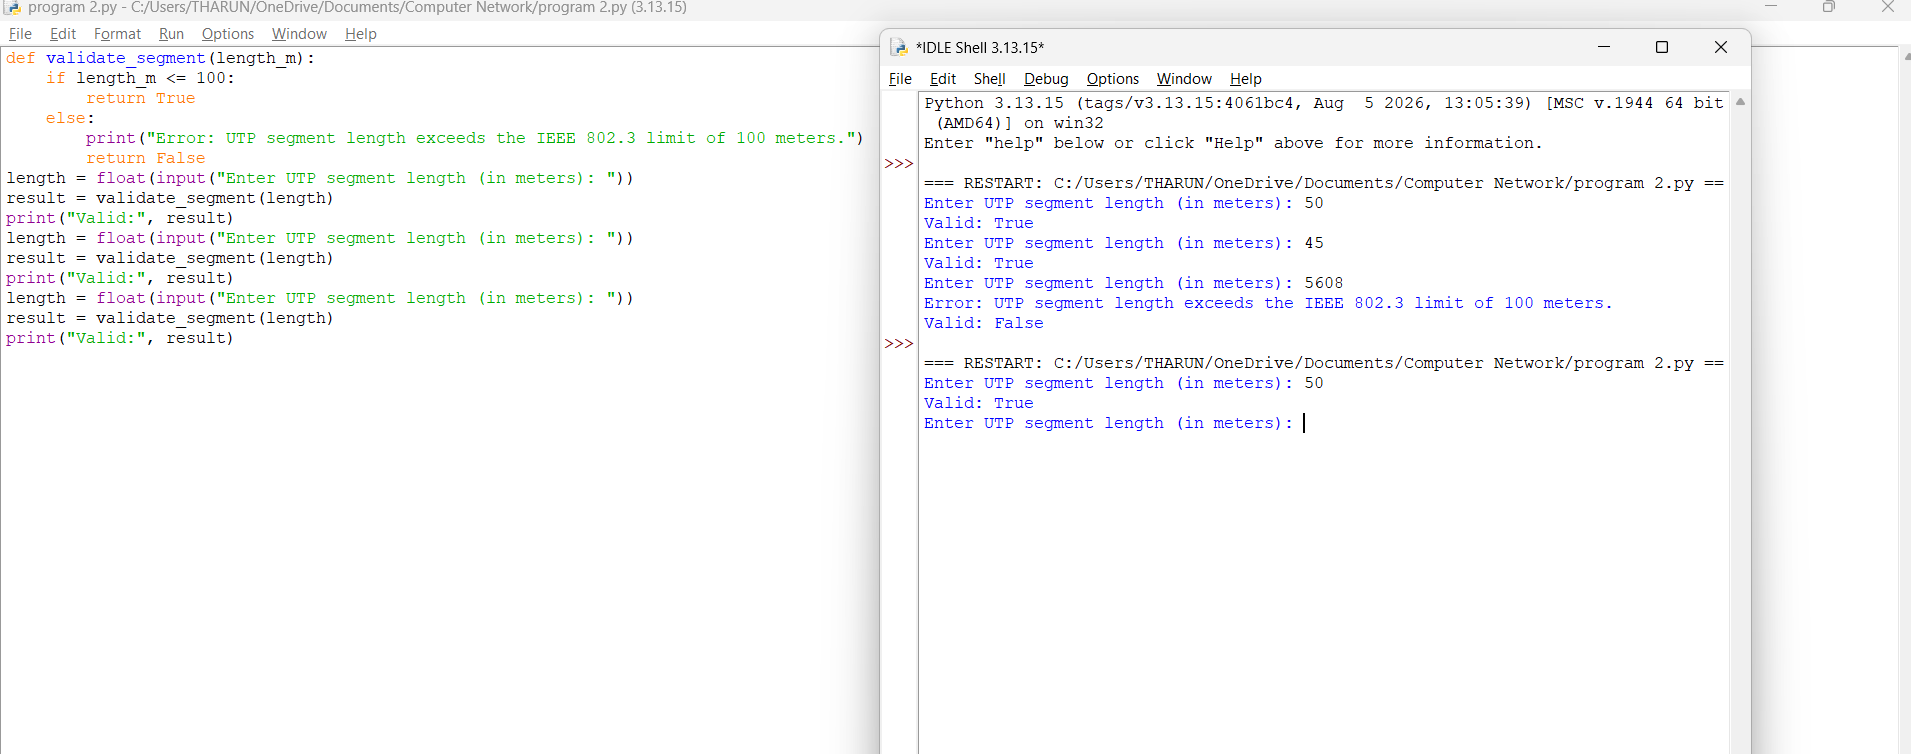 program 2.py - C:/Users/THARUN/OneDrive/Documents/Computer Network/program 2.py (3.13.15)
File Edit Format Run Options Window Help
def validate_segment(length_m):
    if length_m <= 100:
        return True
    else:
        print("Error: UTP segment length exceeds the IEEE 802.3 limit of 100 meters.")
        return False
length = float(input("Enter UTP segment length (in meters): "))
result = validate_segment(length)
print("Valid:", result)
length = float(input("Enter UTP segment length (in meters): "))
result = validate_segment(length)
print("Valid:", result)
length = float(input("Enter UTP segment length (in meters): "))
result = validate_segment(length)
print("Valid:", result)
*IDLE Shell 3.13.15*
File Edit Shell Debug Options Window Help
Python 3.13.15 (tags/v3.13.15:4061bc4, Aug  5 2026, 13:05:39) [MSC v.1944 64 bit
 (AMD64)] on win32
Enter "help" below or click "Help" above for more information.
>>>
=== RESTART: C:/Users/THARUN/OneDrive/Documents/Computer Network/program 2.py ==
Enter UTP segment length (in meters): 50
Valid: True
Enter UTP segment length (in meters): 45
Valid: True
Enter UTP segment length (in meters): 5608
Error: UTP segment length exceeds the IEEE 802.3 limit of 100 meters.
Valid: False
>>>
=== RESTART: C:/Users/THARUN/OneDrive/Documents/Computer Network/program 2.py ==
Enter UTP segment length (in meters): 50
Valid: True
Enter UTP segment length (in meters):